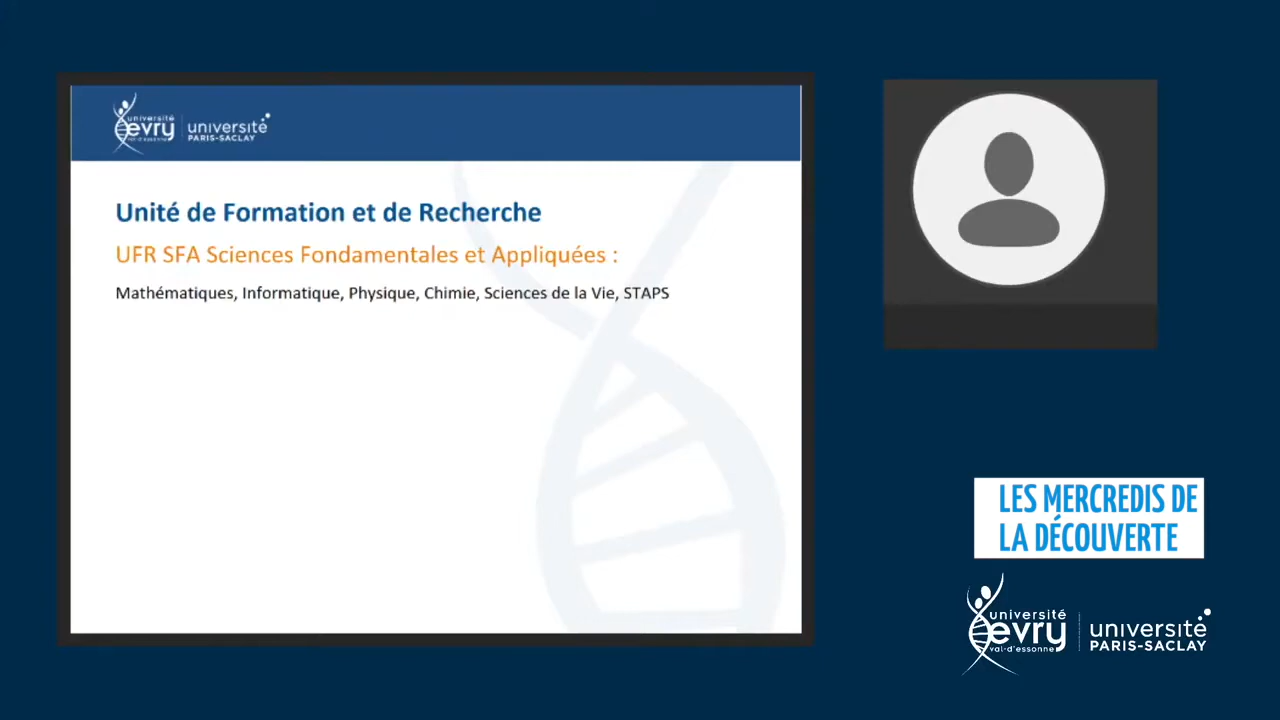 université
evry
val-d'essonne
université
PARIS-SACLAY
Unité de Formation et de Recherche
UFR SFA Sciences Fondamentales et Appliquées :
Mathématiques, Informatique, Physique, Chimie, Sciences de la Vie, STAPS
LES MERCREDIS DE
LA DÉCOUVERTE
université
evry
val-d'essonne
université
PARIS-SACLAY